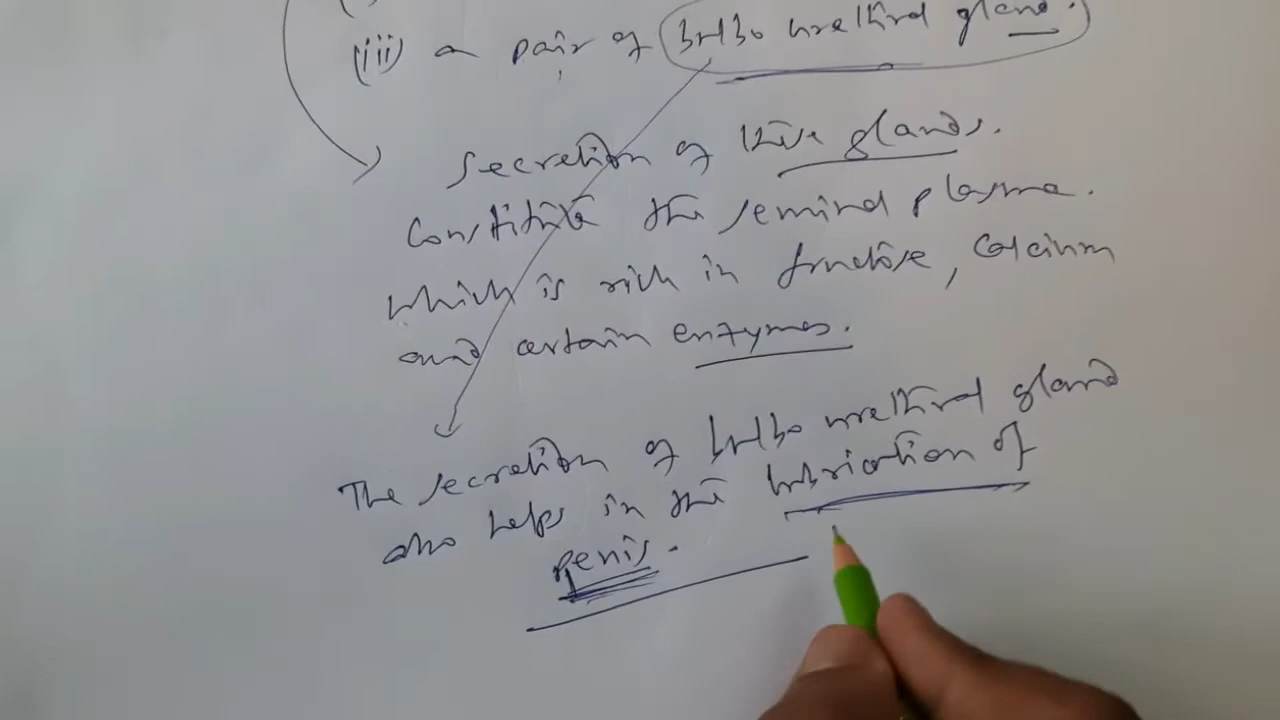 (iii) a pair of bulbo urethral gland.
Secretion of this glands.
Constitute the seminal plasma.
which is rich in fructose, calcium
and certain enzymes.
The secretion of bulbo urethral gland
also helps in the lubrication of
penis.